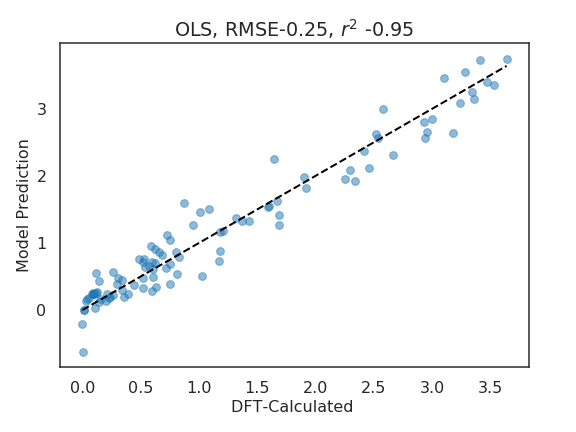 OLS, RMSE-0.25, r² -0.95
Model Prediction
3
2
1
0
0.0 0.5 1.0 1.5 2.0 2.5 3.0 3.5
DFT-Calculated